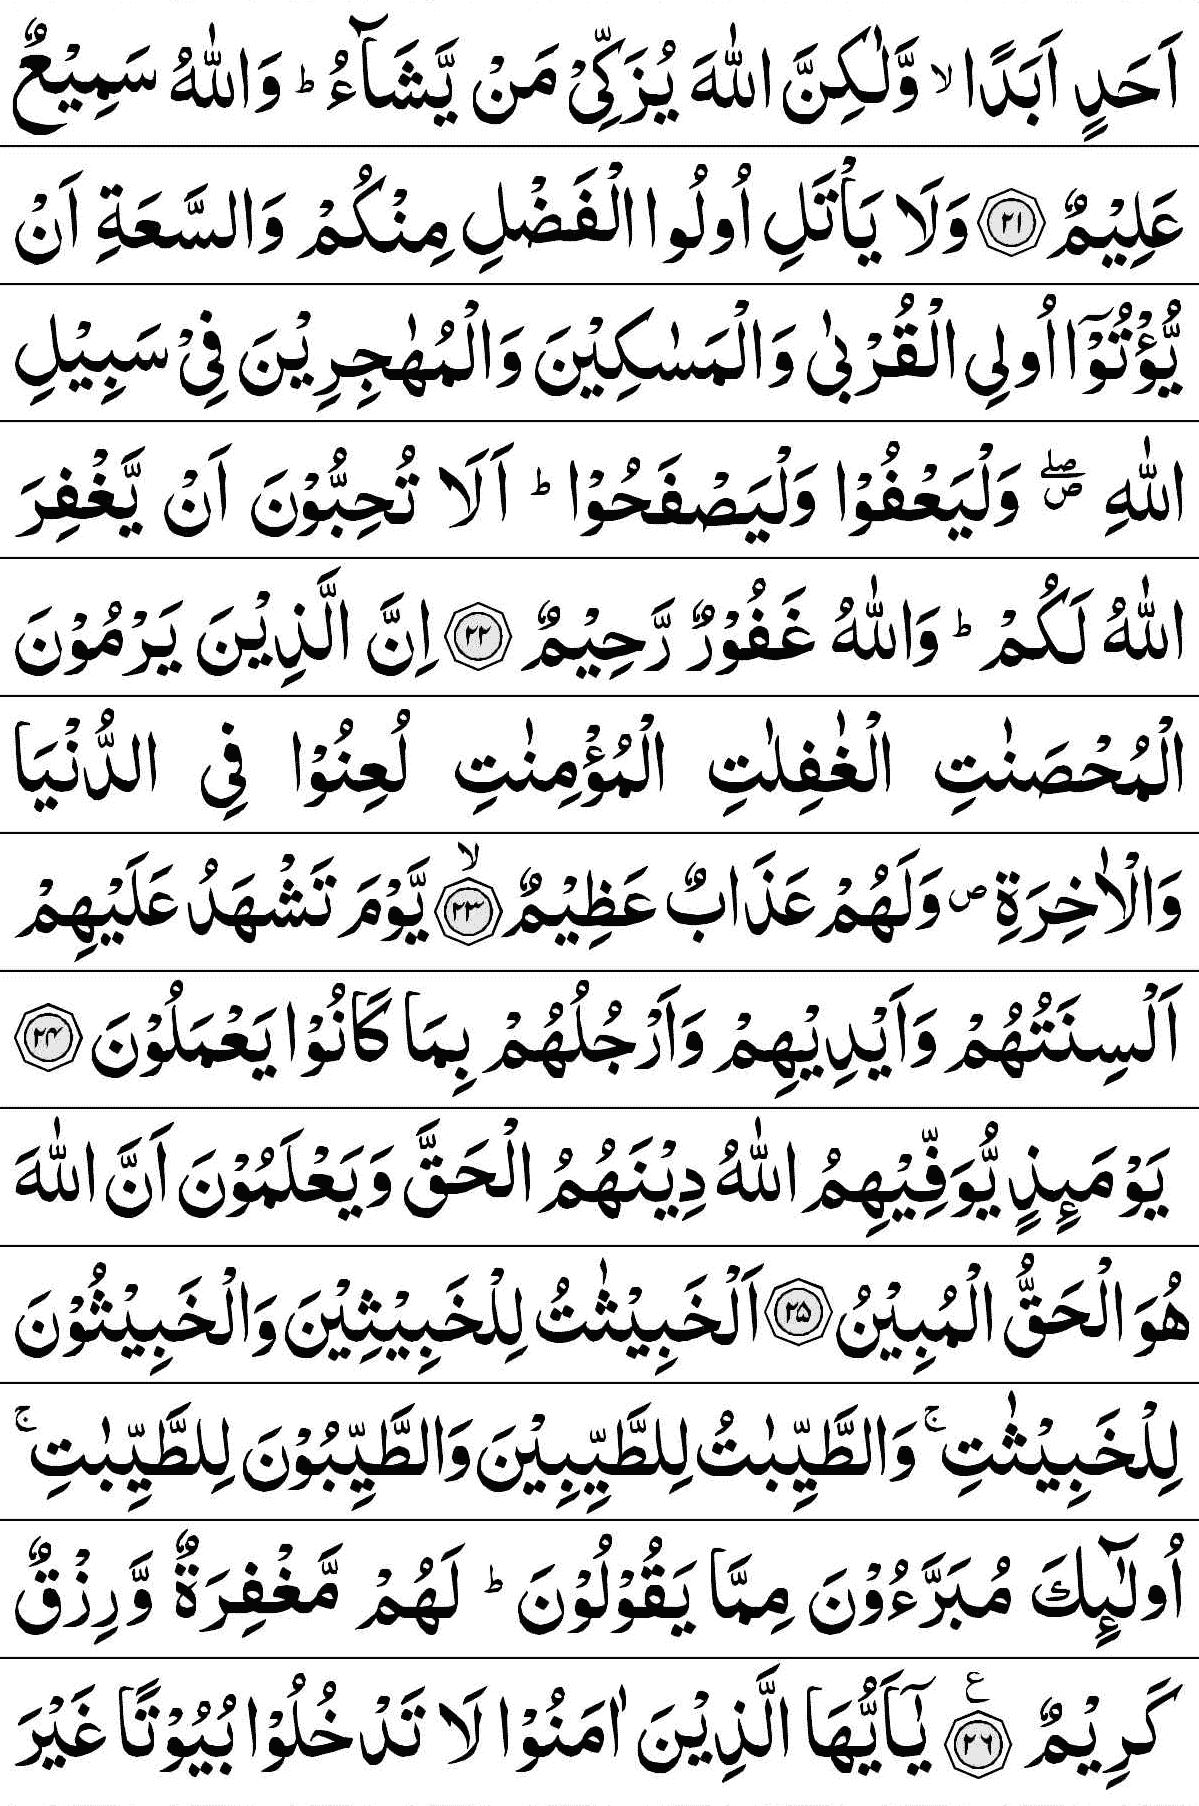 اَحَدٍ اَبَدًا ۙ وَّلٰكِنَّ اللّٰهَ یُزَكِّیْ مَنْ یَّشَآءُ ؕ وَاللّٰهُ سَمِیْعٌ
عَلِیْمٌ ﴿۲۱﴾ وَلَا یَاْتَلِ اُولُوا الْفَضْلِ مِنْكُمْ وَالسَّعَةِ اَنْ
یُّؤْتُوْۤا اُولِی الْقُرْبٰی وَالْمَسٰكِیْنَ وَالْمُهٰجِرِیْنَ فِیْ سَبِیْلِ
اللّٰهِ ۪ۖ وَلْیَعْفُوْا وَلْیَصْفَحُوْا ؕ اَلَا تُحِبُّوْنَ اَنْ یَّغْفِرَ
اللّٰهُ لَكُمْ ؕ وَاللّٰهُ غَفُوْرٌ رَّحِیْمٌ ﴿۲۲﴾ اِنَّ الَّذِیْنَ یَرْمُوْنَ
الْمُحْصَنٰتِ الْغٰفِلٰتِ الْمُؤْمِنٰتِ لُعِنُوْا فِی الدُّنْیَا
وَالْاٰخِرَةِ ۪ وَلَهُمْ عَذَابٌ عَظِیْمٌ ﴿ۙ۲۳﴾ یَّوْمَ تَشْهَدُ عَلَیْهِمْ
اَلْسِنَتُهُمْ وَاَیْدِیْهِمْ وَاَرْجُلُهُمْ بِمَا كَانُوْا یَعْمَلُوْنَ ﴿۲۴﴾
یَوْمَىِٕذٍ یُّوَفِّیْهِمُ اللّٰهُ دِیْنَهُمُ الْحَقَّ وَیَعْلَمُوْنَ اَنَّ اللّٰهَ
هُوَ الْحَقُّ الْمُبِیْنُ ﴿۲۵﴾ اَلْخَبِیْثٰتُ لِلْخَبِیْثِیْنَ وَالْخَبِیْثُوْنَ
لِلْخَبِیْثٰتِ ۚ وَالطَّیِّبٰتُ لِلطَّیِّبِیْنَ وَالطَّیِّبُوْنَ لِلطَّیِّبٰتِ ۚ
اُولٰٓىِٕكَ مُبَرَّءُوْنَ مِمَّا یَقُوْلُوْنَ ؕ لَهُمْ مَّغْفِرَةٌ وَّرِزْقٌ
كَرِیْمٌ ﴿۲۶﴾ ع یٰۤاَیُّهَا الَّذِیْنَ اٰمَنُوْا لَا تَدْخُلُوْا بُیُوْتًا غَیْرَ